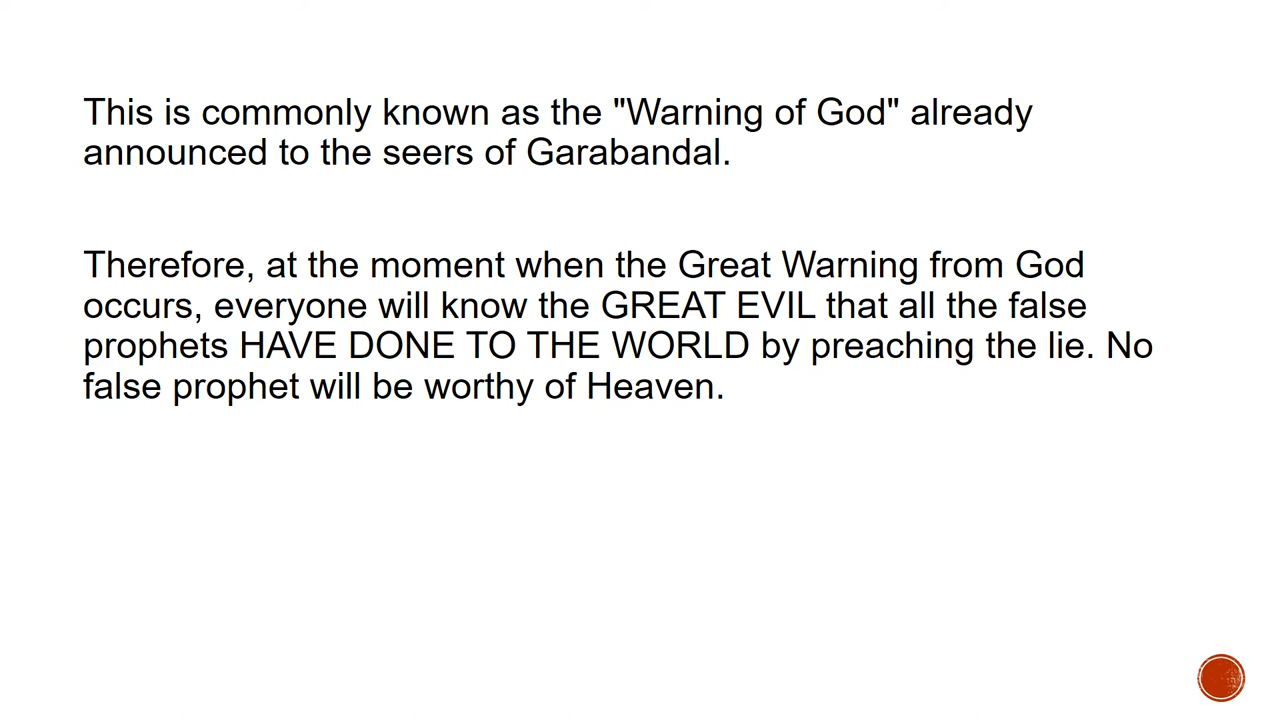 This is commonly known as the "Warning of God" already
announced to the seers of Garabandal.
Therefore, at the moment when the Great Warning from God
occurs, everyone will know the GREAT EVIL that all the false
prophets HAVE DONE TO THE WORLD by preaching the lie. No
false prophet will be worthy of Heaven.